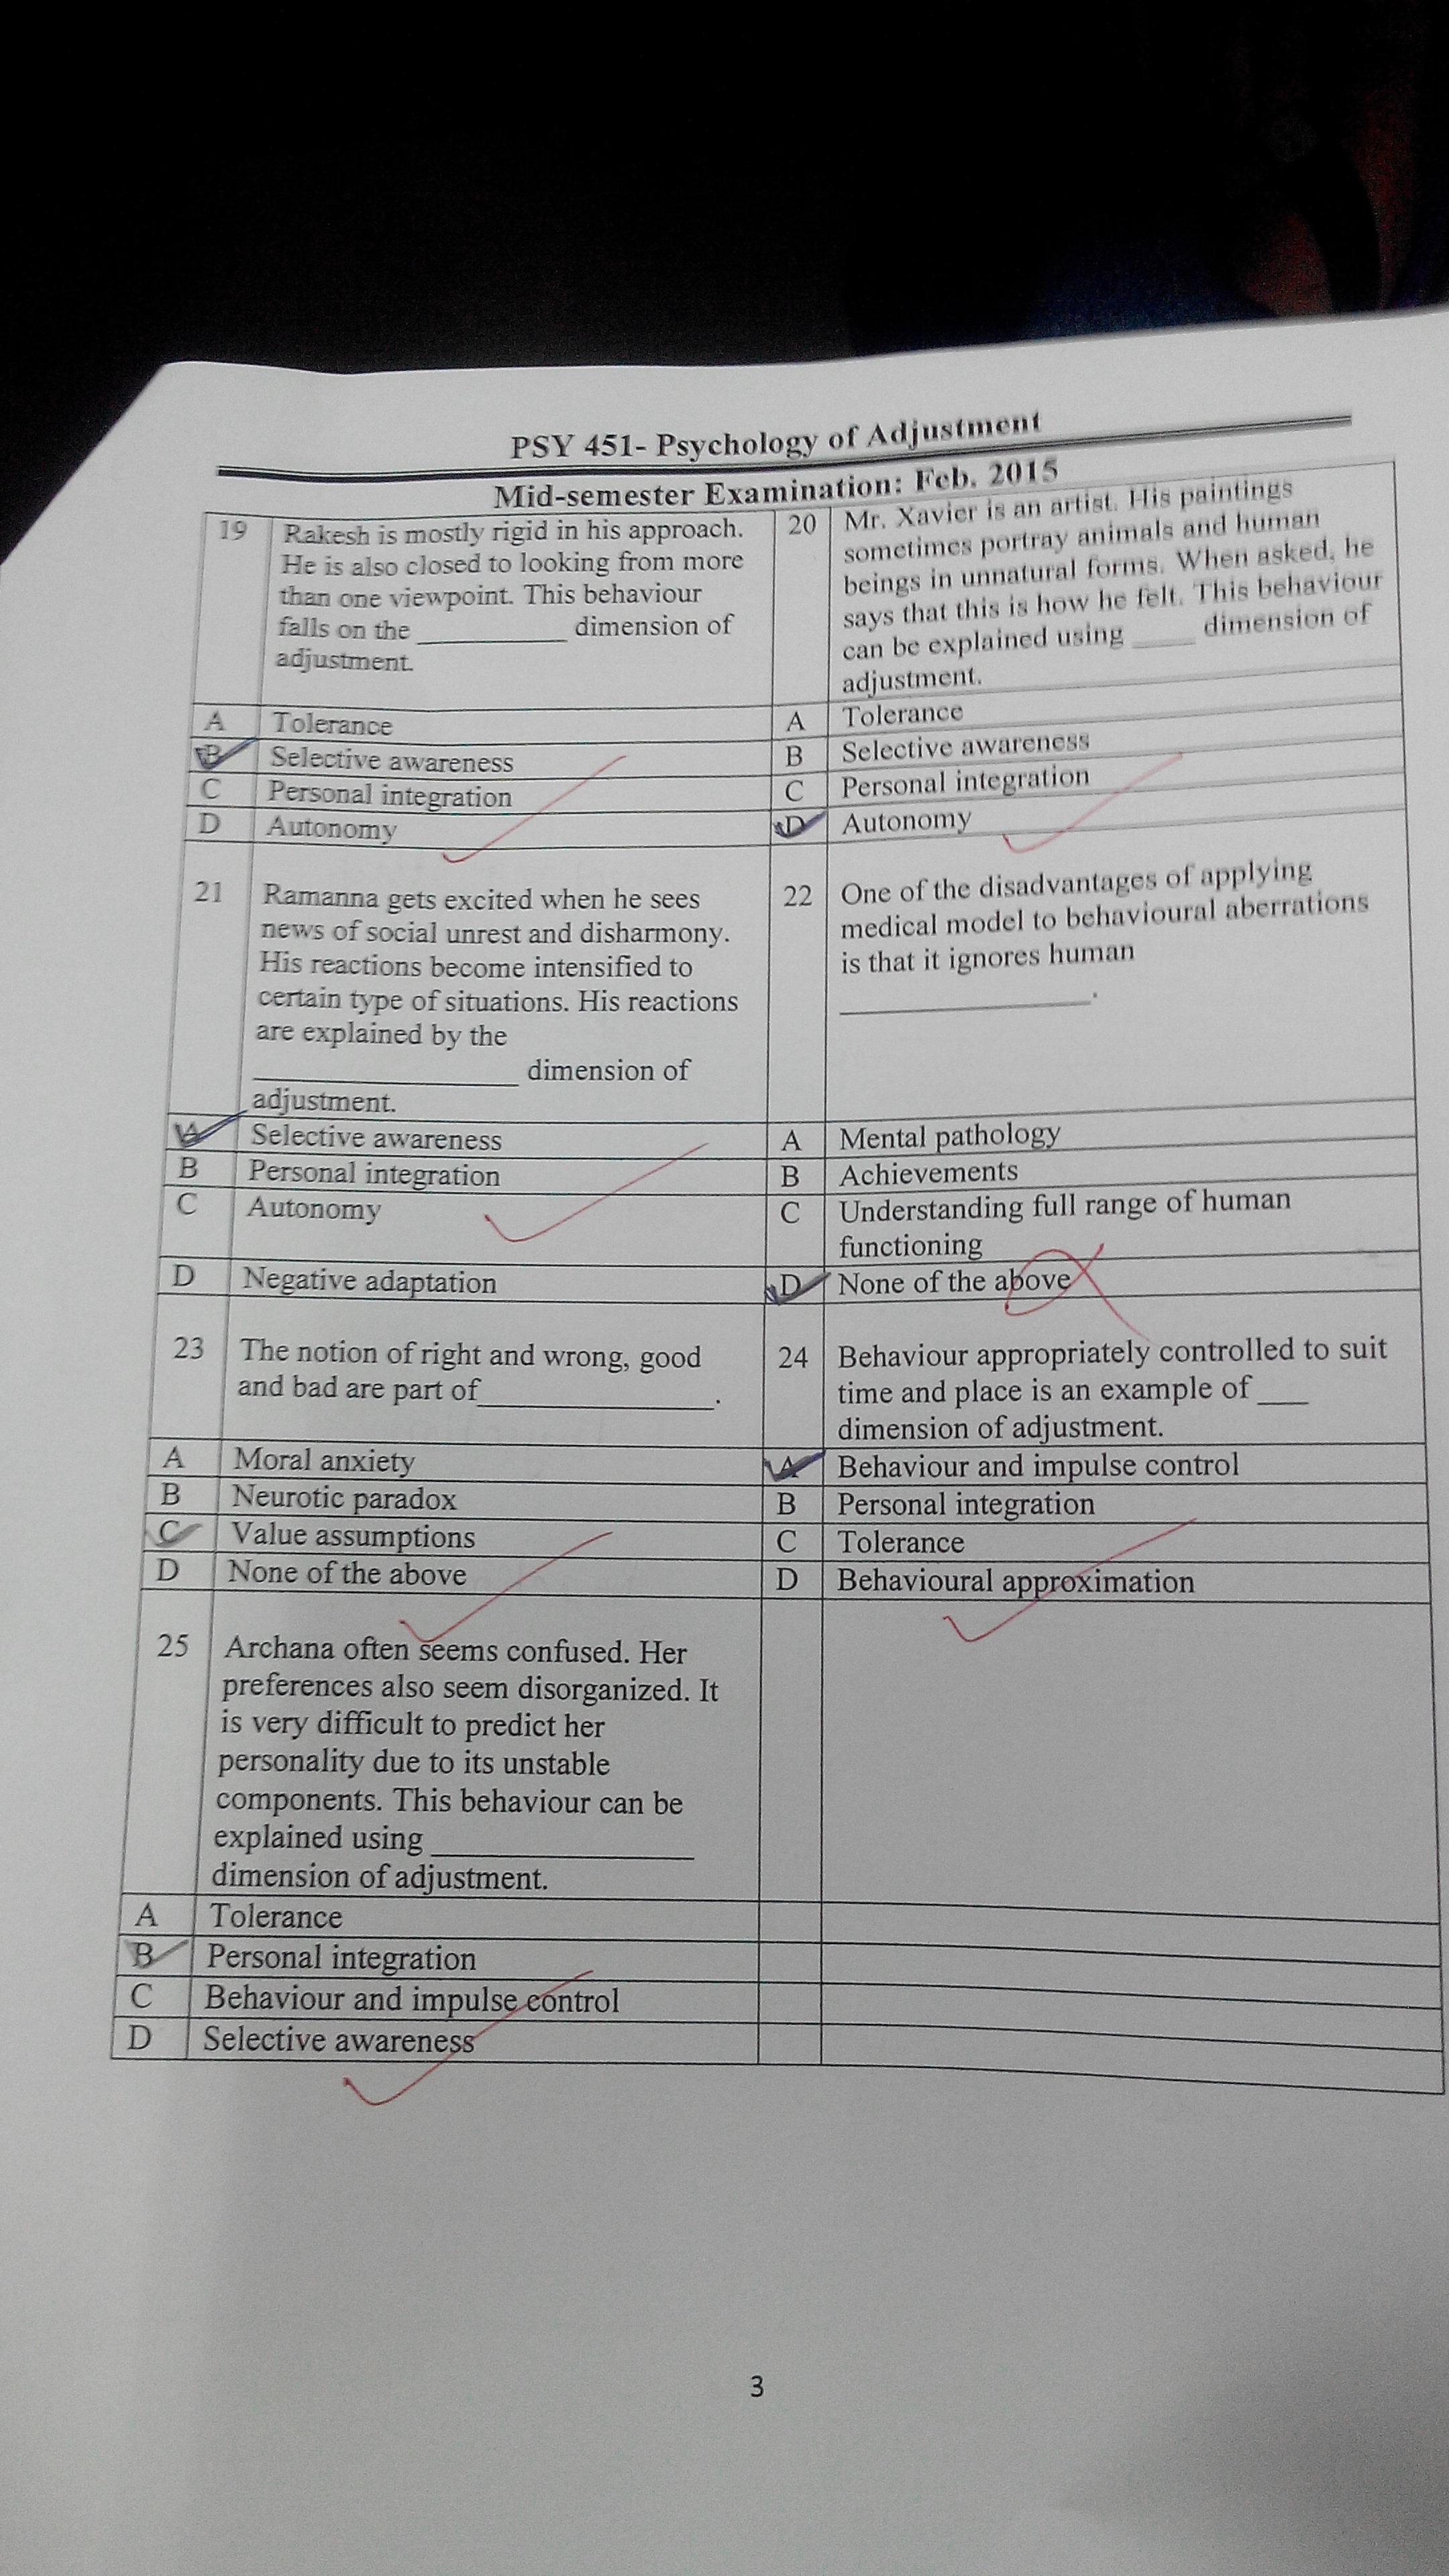 PSY 451- Psychology of Adjustment
Mid-semester Examination: Feb. 2015
19 Rakesh is mostly rigid in his approach.
He is also closed to looking from more
than one viewpoint. This behaviour
falls on the __________ dimension of
adjustment.
A Tolerance
B Selective awareness
C Personal integration
D Autonomy
20 Mr. Xavier is an artist. His paintings
sometimes portray animals and human
beings in unnatural forms. When asked, he
says that this is how he felt. This behaviour
can be explained using ____ dimension of
adjustment.
A Tolerance
B Selective awareness
C Personal integration
D Autonomy
21 Ramanna gets excited when he sees
news of social unrest and disharmony.
His reactions become intensified to
certain type of situations. His reactions
are explained by the
__________________ dimension of
adjustment.
A Selective awareness
B Personal integration
C Autonomy
D Negative adaptation
22 One of the disadvantages of applying
medical model to behavioural aberrations
is that it ignores human
_________________.
A Mental pathology
B Achievements
C Understanding full range of human
functioning
D None of the above
23 The notion of right and wrong, good
and bad are part of________________.
A Moral anxiety
B Neurotic paradox
C Value assumptions
D None of the above
24 Behaviour appropriately controlled to suit
time and place is an example of ___
dimension of adjustment.
A Behaviour and impulse control
B Personal integration
C Tolerance
D Behavioural approximation
25 Archana often seems confused. Her
preferences also seem disorganized. It
is very difficult to predict her
personality due to its unstable
components. This behaviour can be
explained using __________________
dimension of adjustment.
A Tolerance
B Personal integration
C Behaviour and impulse control
D Selective awareness
3